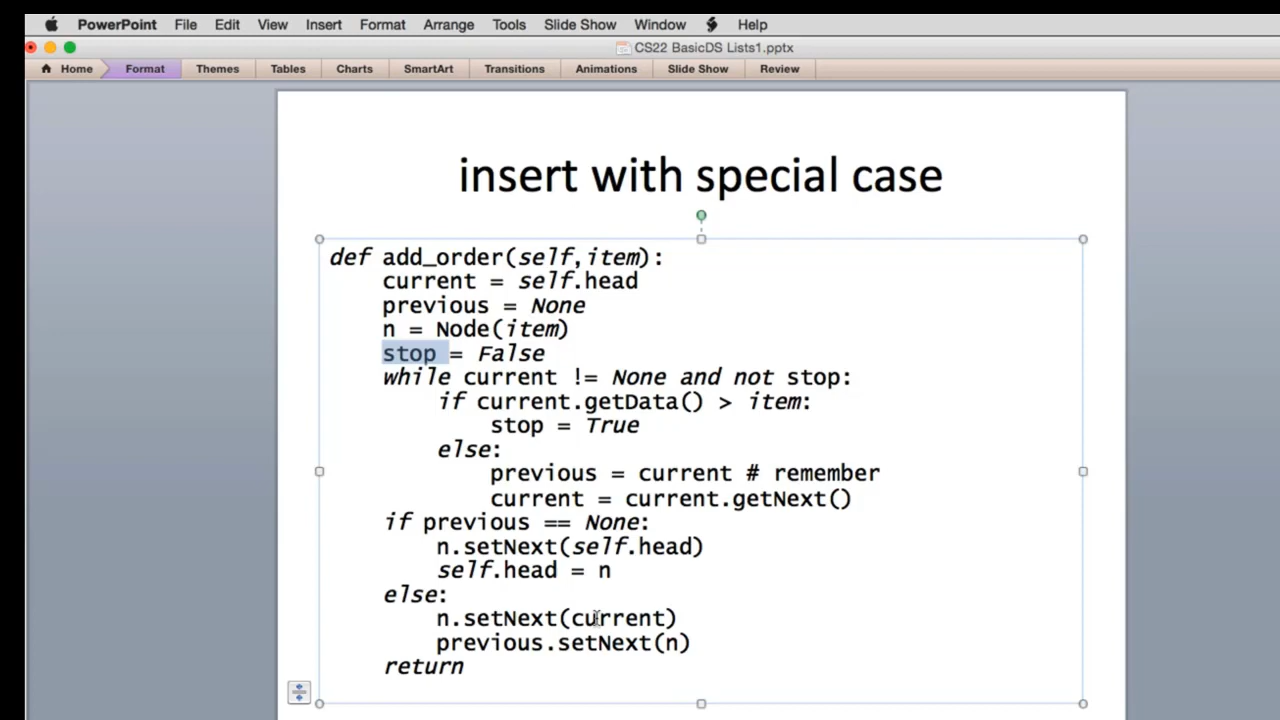 PowerPoint File Edit View Insert Format Arrange Tools Slide Show Window Help
CS22 BasicDS Lists1.pptx
Home Format Themes Tables Charts SmartArt Transitions Animations Slide Show Review
insert with special case
def add_order(self,item):
    current = self.head
    previous = None
    n = Node(item)
    stop = False
    while current != None and not stop:
        if current.getData() > item:
            stop = True
        else:
            previous = current # remember
            current = current.getNext()
    if previous == None:
        n.setNext(self.head)
        self.head = n
    else:
        n.setNext(current)
        previous.setNext(n)
    return